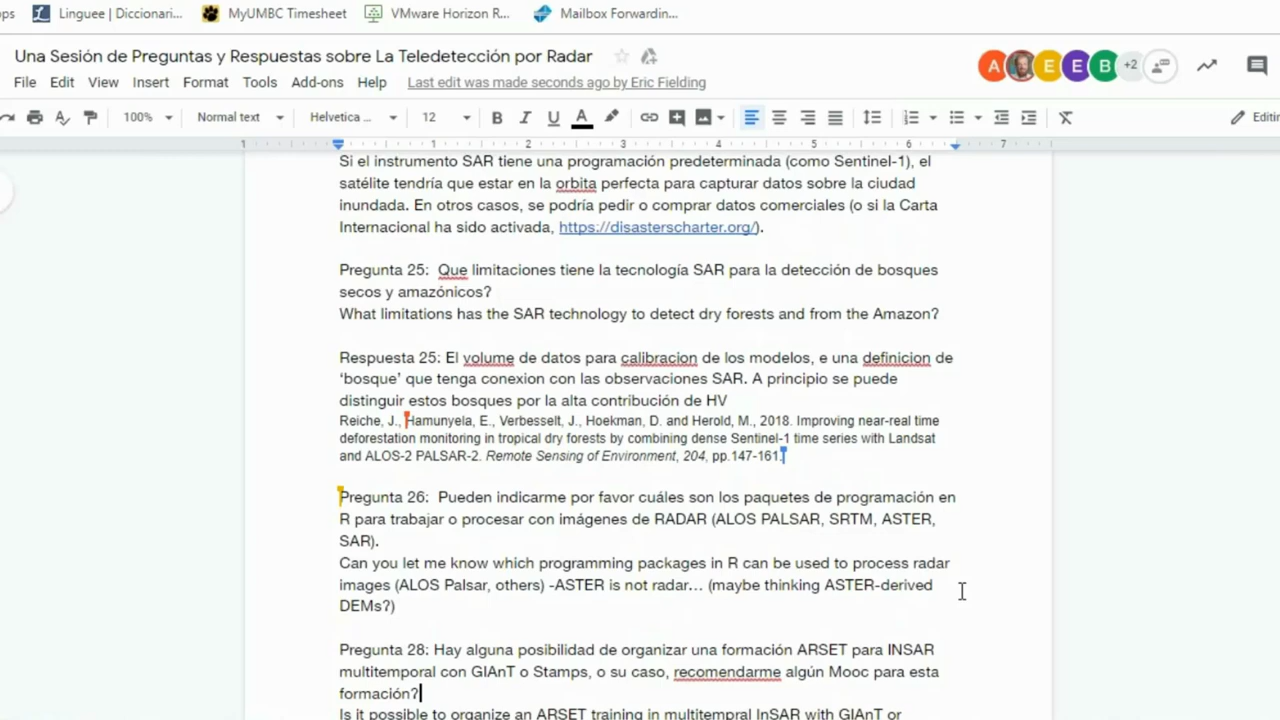 ps Linguee | Diccionari... MyUMBC Timesheet VMware Horizon R... Mailbox Forwardin...
Una Sesión de Preguntas y Respuestas sobre La Teledetección por Radar
A E E B +2
File Edit View Insert Format Tools Add-ons Help Last edit was made seconds ago by Eric Fielding
100% Normal text Helvetica ... 12 B I U A Editin
1 1 2 3 4 5 6 7
Si el instrumento SAR tiene una programación predeterminada (como Sentinel-1), el
satélite tendría que estar en la orbita perfecta para capturar datos sobre la ciudad
inundada. En otros casos, se podría pedir o comprar datos comerciales (o si la Carta
Internacional ha sido activada, https://disasterscharter.org/).
Pregunta 25: Que limitaciones tiene la tecnología SAR para la detección de bosques
secos y amazónicos?
What limitations has the SAR technology to detect dry forests and from the Amazon?
Respuesta 25: El volume de datos para calibracion de los modelos, e una definicion de
‘bosque’ que tenga conexion con las observaciones SAR. A principio se puede
distinguir estos bosques por la alta contribución de HV
Reiche, J., Hamunyela, E., Verbesselt, J., Hoekman, D. and Herold, M., 2018. Improving near-real time
deforestation monitoring in tropical dry forests by combining dense Sentinel-1 time series with Landsat
and ALOS-2 PALSAR-2. Remote Sensing of Environment, 204, pp.147-161.
Pregunta 26: Pueden indicarme por favor cuáles son los paquetes de programación en
R para trabajar o procesar con imágenes de RADAR (ALOS PALSAR, SRTM, ASTER,
SAR).
Can you let me know which programming packages in R can be used to process radar
images (ALOS Palsar, others) -ASTER is not radar... (maybe thinking ASTER-derived
DEMs?)
Pregunta 28: Hay alguna posibilidad de organizar una formación ARSET para INSAR
multitemporal con GIAnT o Stamps, o su caso, recomendarme algún Mooc para esta
formación?
Is it possible to organize an ARSET training in multitempral InSAR with GIAnT or